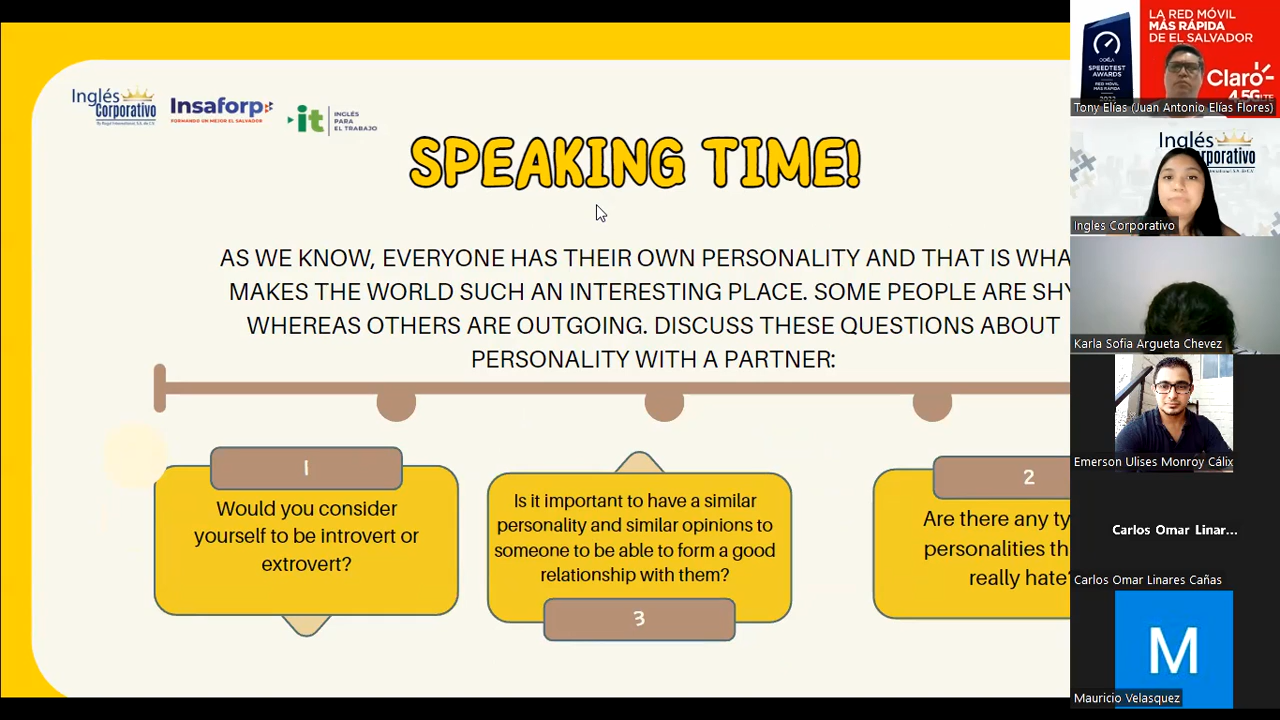 Inglés
Corporativo
Insaforp
FORMANDO UN MEJOR EL SALVADOR
it
INGLÉS
PARA
EL TRABAJO
SPEAKING TIME!
AS WE KNOW, EVERYONE HAS THEIR OWN PERSONALITY AND THAT IS WHA
MAKES THE WORLD SUCH AN INTERESTING PLACE. SOME PEOPLE ARE SHY
WHEREAS OTHERS ARE OUTGOING. DISCUSS THESE QUESTIONS ABOUT
PERSONALITY WITH A PARTNER:
1
Would you consider
yourself to be introvert or
extrovert?
Is it important to have a similar
personality and similar opinions to
someone to be able to form a good
relationship with them?
3
2
Are there any ty
personalities th
really hate?
LA RED MÓVIL
MÁS RÁPIDA
DE EL SALVADOR
SPEEDTEST
AWARDS
Claro
4.5G
Tony Elías (Juan Antonio Elías Flores)
Inglés
orporativo
Ingles Corporativo
Karla Sofia Argueta Chevez
Emerson Ulises Monroy Cálix
Carlos Omar Linar...
Carlos Omar Linares Cañas
M
Mauricio Velasquez